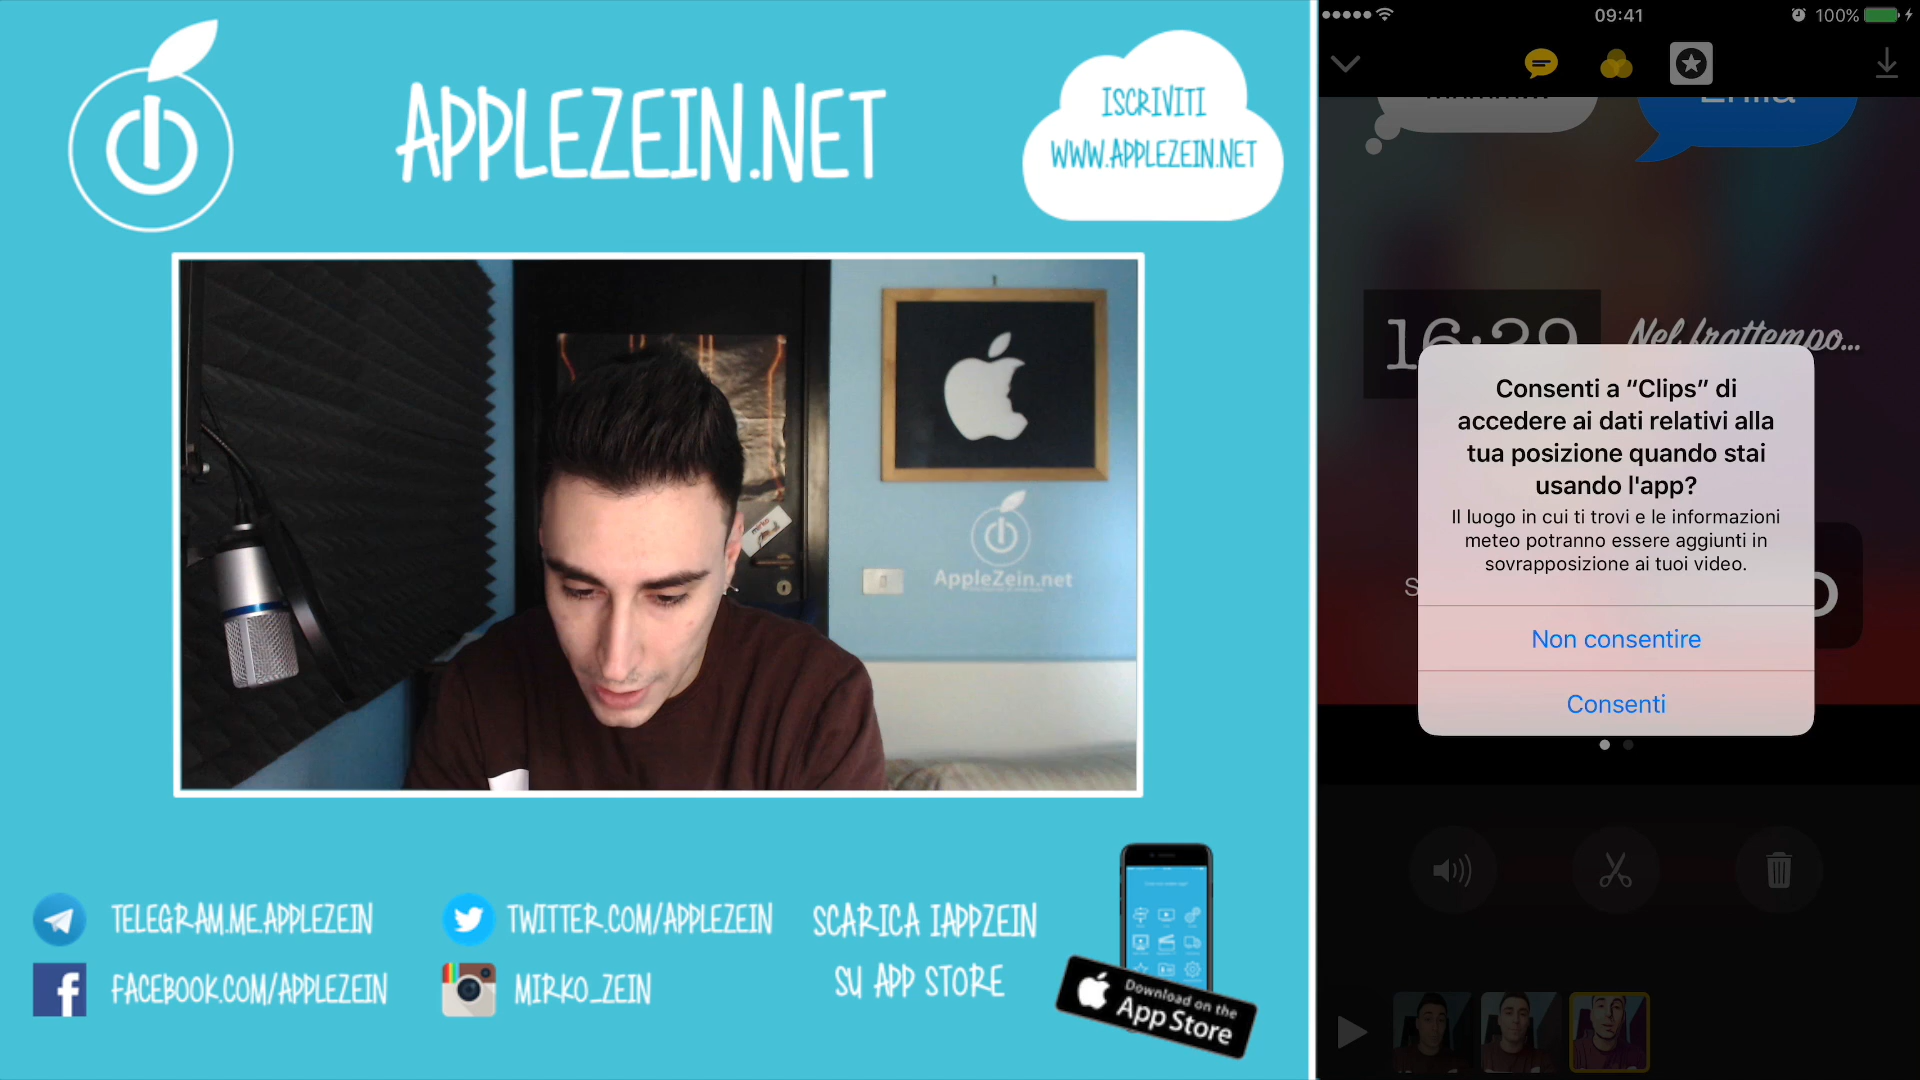 APPLEZEIN.NET
ISCRIVITI
WWW.APPLEZEIN.NET
AppleZein.net
TELEGRAM.ME.APPLEZEIN
TWITTER.COM/APPLEZEIN
FACEBOOK.COM/APPLEZEIN
MIRKO_ZEIN
SCARICA IAPPZEIN
SU APP STORE
Download on the
App Store
09:41
100%
16:29
Nel frattempo...
Consenti a “Clips” di
accedere ai dati relativi alla
tua posizione quando stai
usando l'app?
Il luogo in cui ti trovi e le informazioni
meteo potranno essere aggiunti in
sovrapposizione ai tuoi video.
Non consentire
Consenti